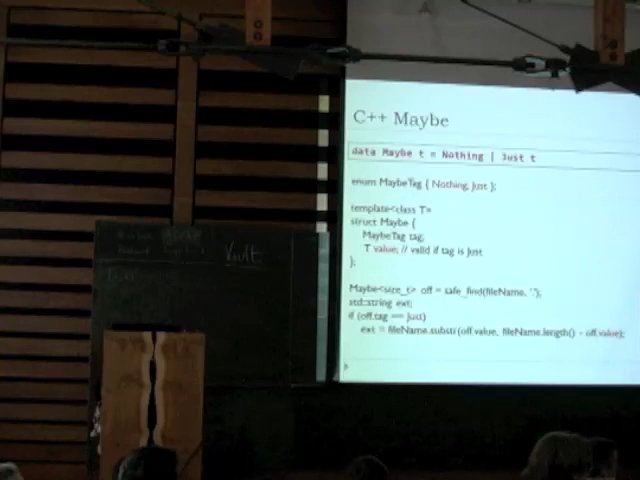 C++ Maybe
data Maybe t = Nothing | Just t
enum MaybeTag { Nothing, Just };
template<class T>
struct Maybe {
MaybeTag tag;
T value; // valid if tag is Just
};
Maybe<size_t> off = safe_find(fileName, '.');
std::string ext;
if (off.tag == Just)
ext = fileName.substr(off.value, fileName.length() - off.value);
Vault